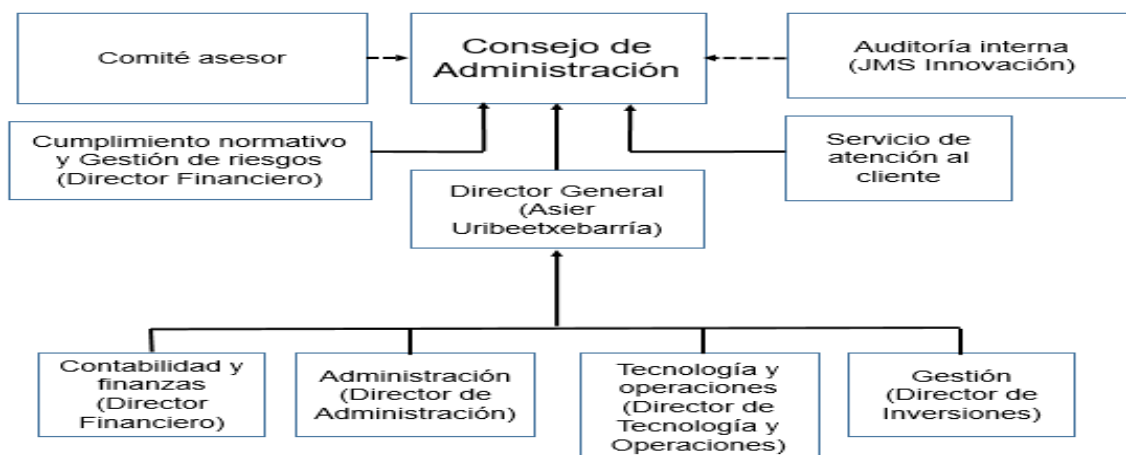 Comité asesor
Consejo de
Administración
Auditoría interna
(JMS Innovación)
Cumplimiento normativo
y Gestión de riesgos
(Director Financiero)
Servicio de
atención al
cliente
Director General
(Asier
Uribeetxebarría)
Contabilidad y
finanzas
(Director
Financiero)
Administración
(Director de
Administración)
Tecnología y
operaciones
(Director de
Tecnología y
Operaciones)
Gestión
(Director de
Inversiones)